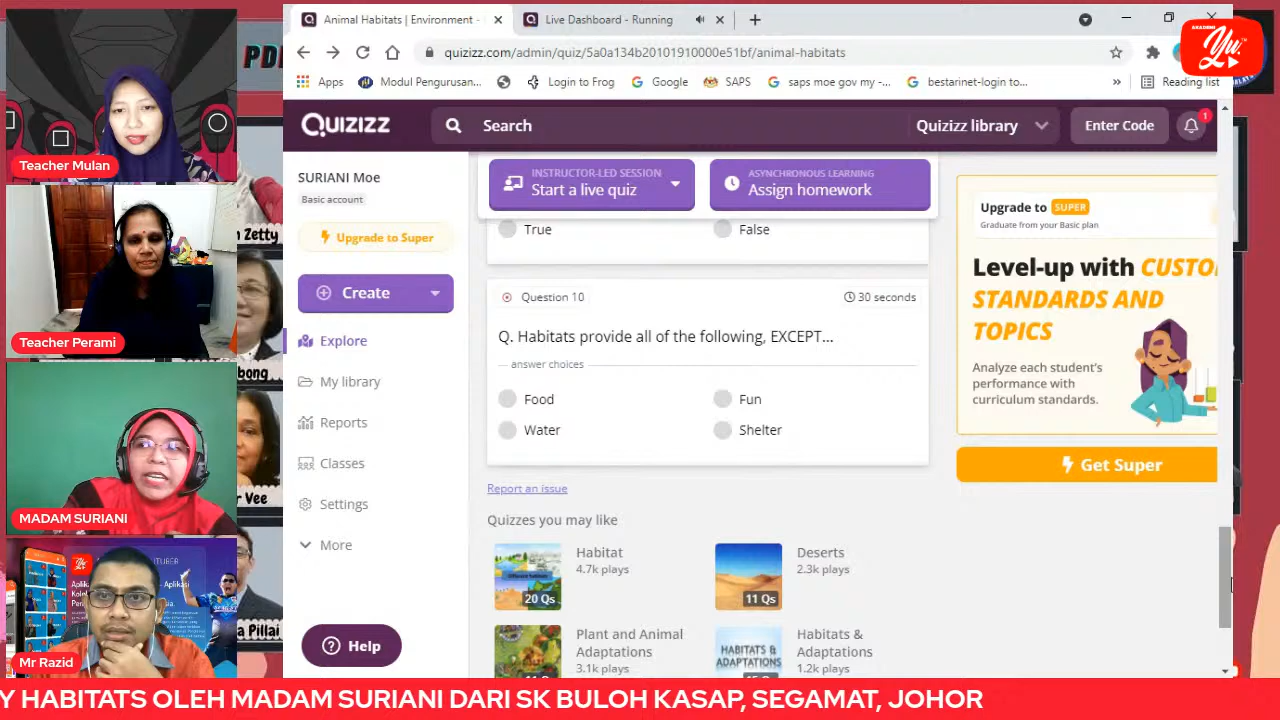 PD
Teacher Mulan
Teacher Perami
MADAM SURIANI
Mr Razid
n Zetty
bong...
r Vee
a Pillai
Animal Habitats | Environment -
Live Dashboard - Running
quizizz.com/admin/quiz/5a0a134b20101910000e51bf/animal-habitats
Apps
Modul Pengurusan...
Login to Frog
Google
SAPS
saps moe gov my -...
bestarinet-login to...
»
Reading list
AKADEMI
Yu.
QUIZIZZ
Search
Quizizz library
Enter Code
1
SURIANI Moe
Basic account
Upgrade to Super
Create
Explore
My library
Reports
Classes
Settings
More
Help
INSTRUCTOR-LED SESSION
Start a live quiz
ASYNCHRONOUS LEARNING
Assign homework
True
False
Question 10
30 seconds
Q. Habitats provide all of the following, EXCEPT...
answer choices
Food
Fun
Water
Shelter
Report an issue
Quizzes you may like
Habitat
4.7k plays
20 Qs
Deserts
2.3k plays
11 Qs
Plant and Animal
Adaptations
3.1k plays
Habitats &
Adaptations
1.2k plays
HABITATS &
ADAPTATIONS
Upgrade to SUPER
Graduate from your Basic plan
Level-up with CUSTO
STANDARDS AND
TOPICS
Analyze each student's
performance with
curriculum standards.
Get Super
Y HABITATS OLEH MADAM SURIANI DARI SK BULOH KASAP, SEGAMAT, JOHOR